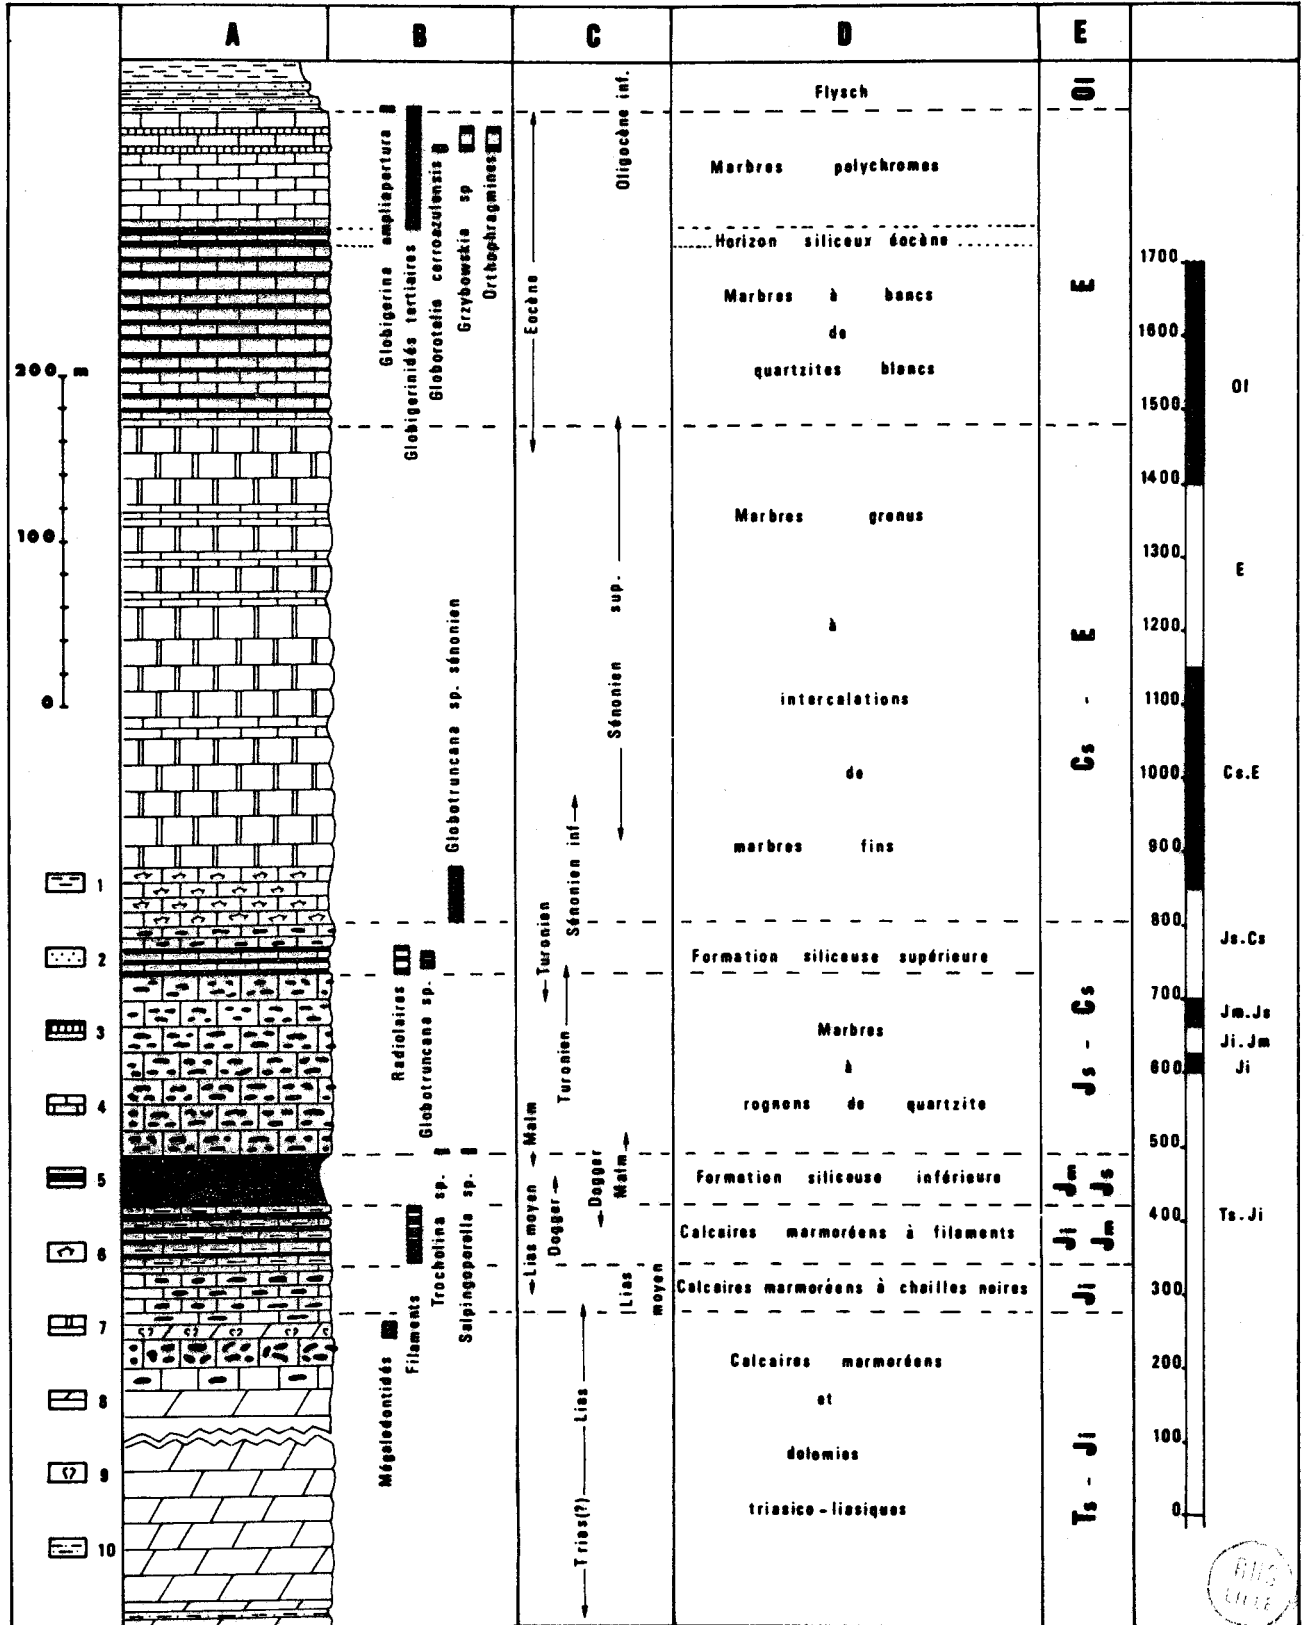 A
B
C
D
E
Flysch
Ol
Globigerina ampliapertura
Globigerinidés tertiaires
Globorotalia cerroazulensis
Grzybowskia sp
Orthophragmines
Oligocène inf.
Eocène
Marbres polychromes
Horizon siliceux éocène
Marbres à bancs
de
quartzites blancs
E
200 m
100
0
Globotruncana sp. sénonien
Sénonien sup.
Sénonien inf
Turonien
Marbres grenus
à
intercalations
de
marbres fins
Cs - E
Radiolaires
Globotruncana sp.
Turonien
Formation siliceuse supérieure
Marbres
à
rognons de quartzite
Js - Cs
Malm
Trocholina sp.
Salpingoporella sp.
Lias moyen
Dogger
Dogger
Malm
Formation siliceuse inférieure
Jm
Js
Filaments
Calcaires marmoréens à filaments
Ji
Jm
Lias
moyen
Calcaires marmoréens à chailles noires
Ji
Mégalodontidés
Trias(?)
Lias
Calcaires marmoréens
et
dolomies
triasico-liasiques
Ts - Ji
1
2
3
4
5
6
7
8
9
10
1700
1600
1500
1400
1300
1200
1100
1000
900
800
700
600
500
400
300
200
100
0
Ol
E
Cs.E
Js.Cs
Jm.Js
Ji.Jm
Ji
Ts.Ji
LILLE